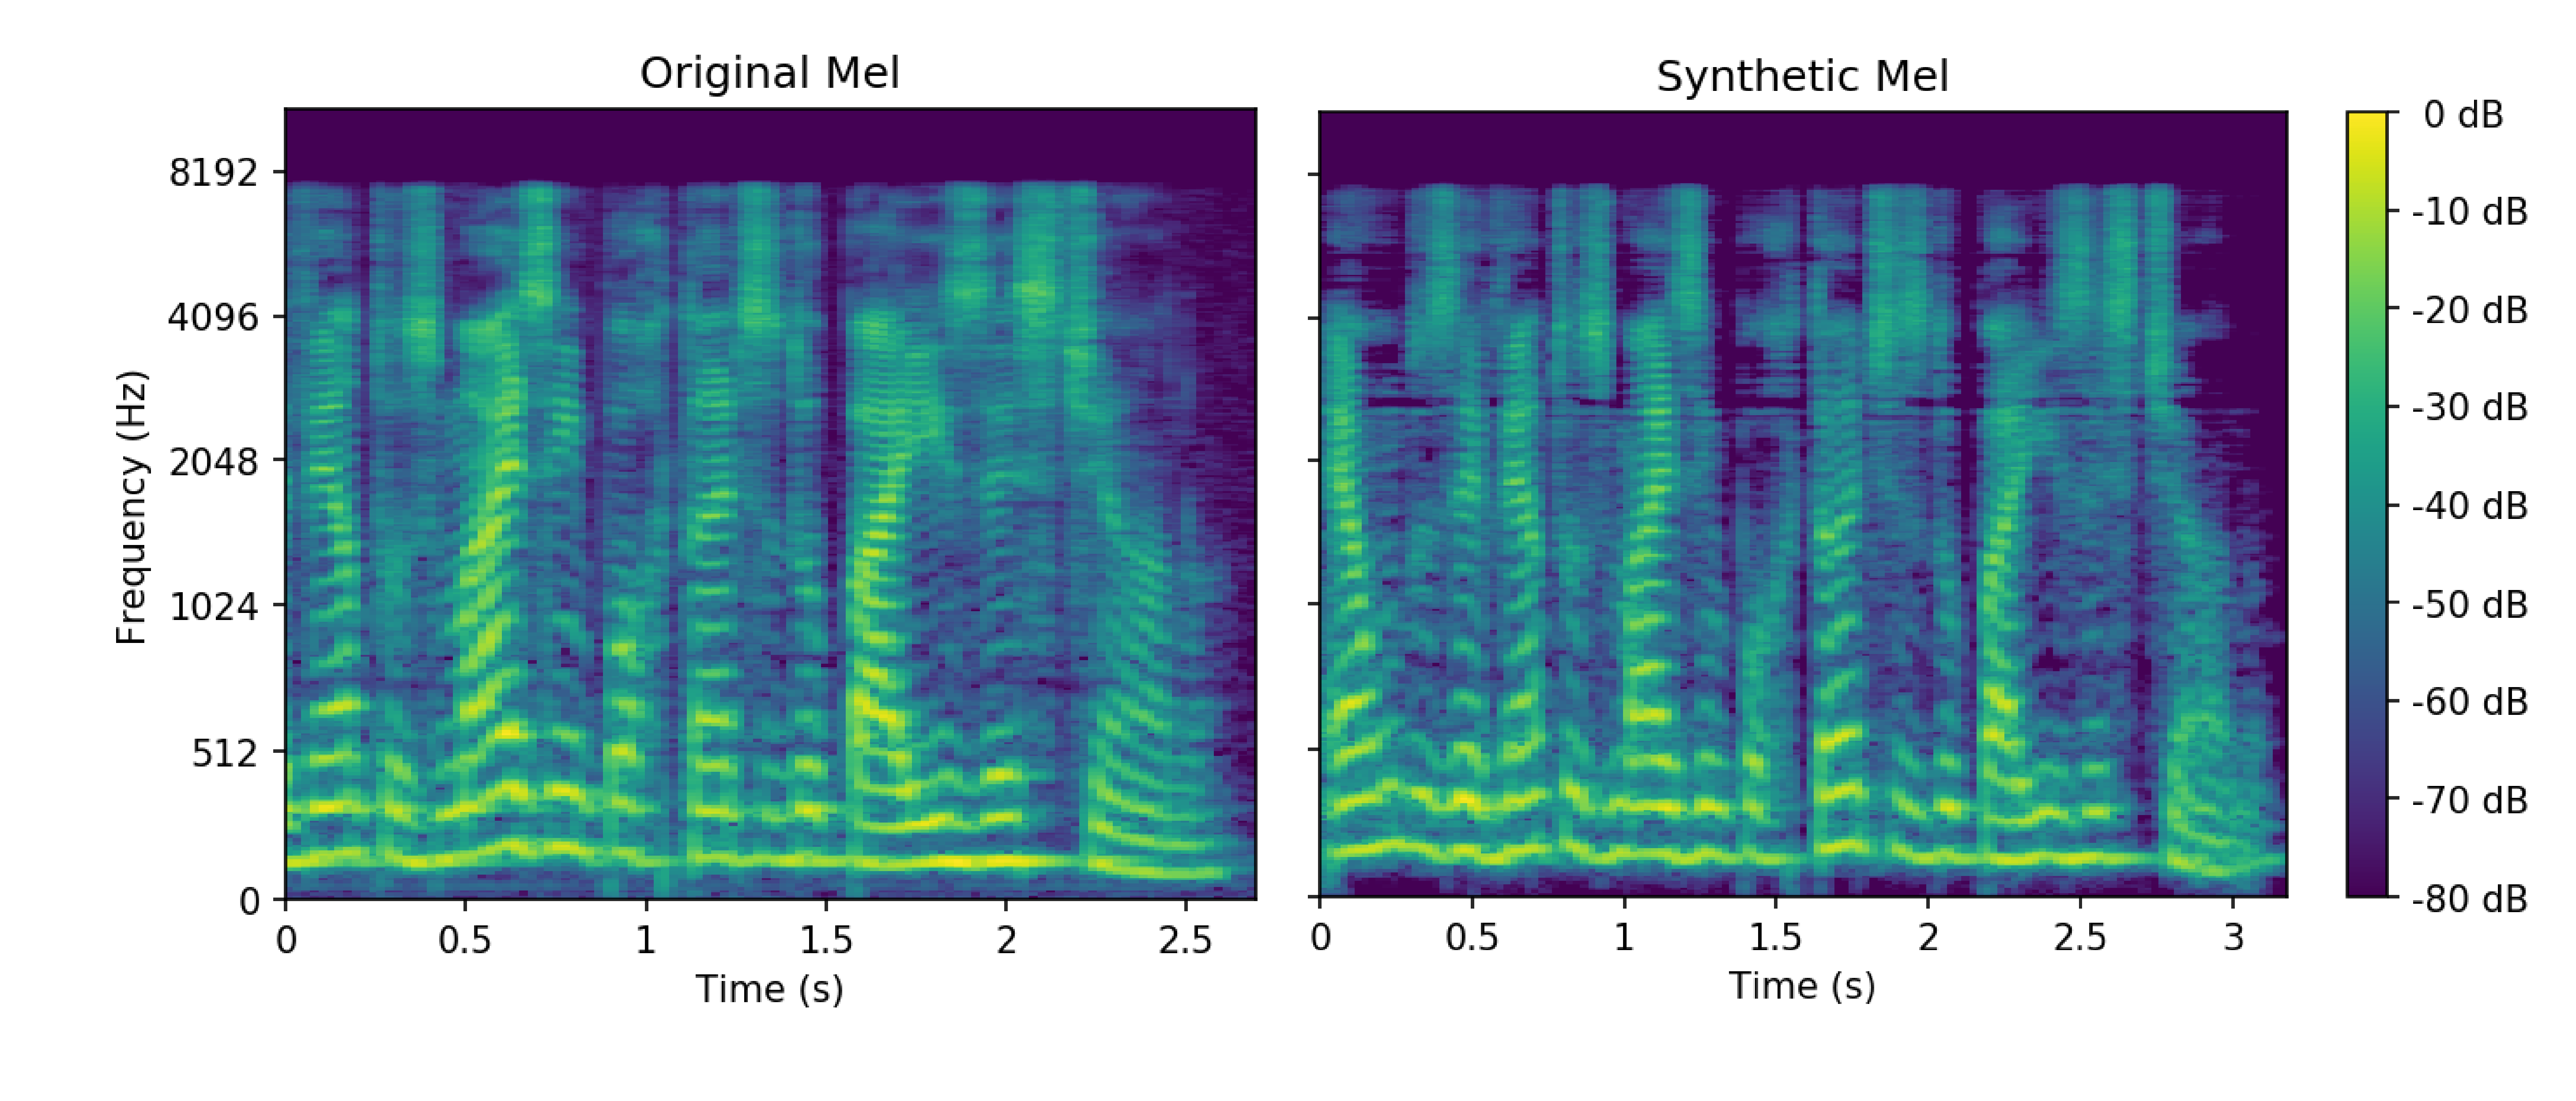 Original Mel
Synthetic Mel
Frequency (Hz)
8192
4096
2048
1024
512
0
0 0.5 1 1.5 2 2.5
Time (s)
0 0.5 1 1.5 2 2.5 3
Time (s)
0 dB
-10 dB
-20 dB
-30 dB
-40 dB
-50 dB
-60 dB
-70 dB
-80 dB